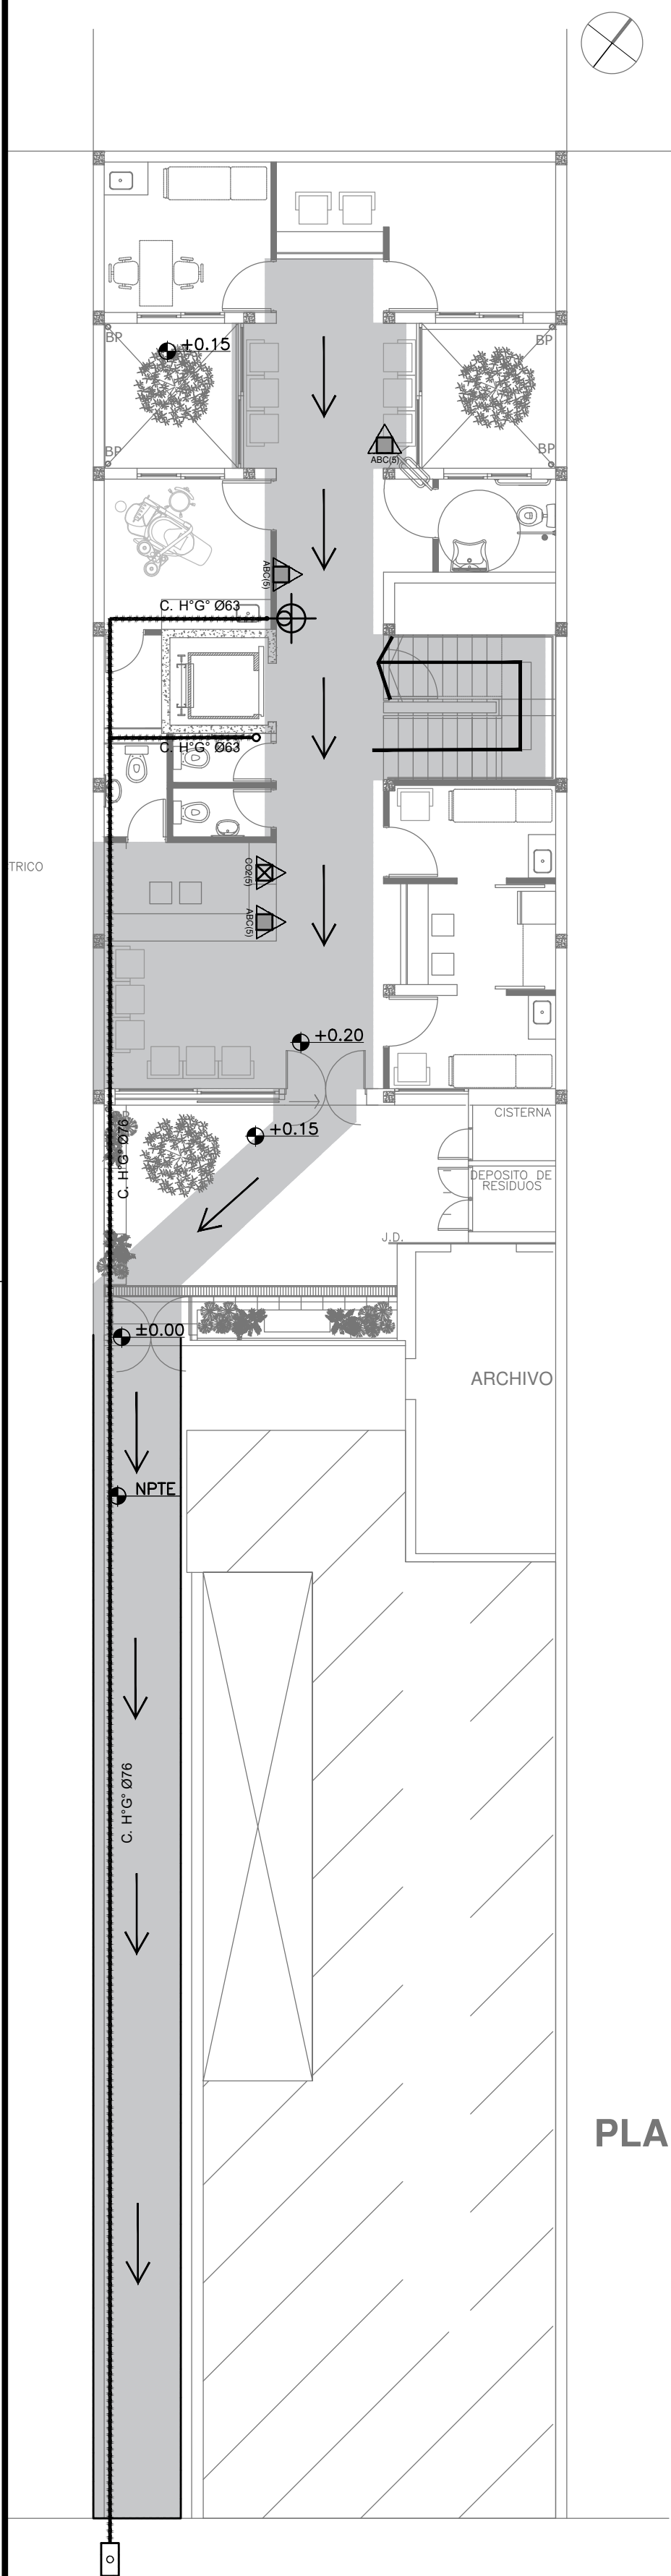 BP
+0.15
BP
BP
BP
ABC(5)
ABC(5)
C. H°G° Ø63
C. H°G° Ø63
TRICO
CO2(5)
ABC(5)
+0.20
CISTERNA
+0.15
C. H°G° Ø76
DEPOSITO DE
RESIDUOS
J.D.
±0.00
ARCHIVO
NPTE
C. H°G° Ø76
PLA